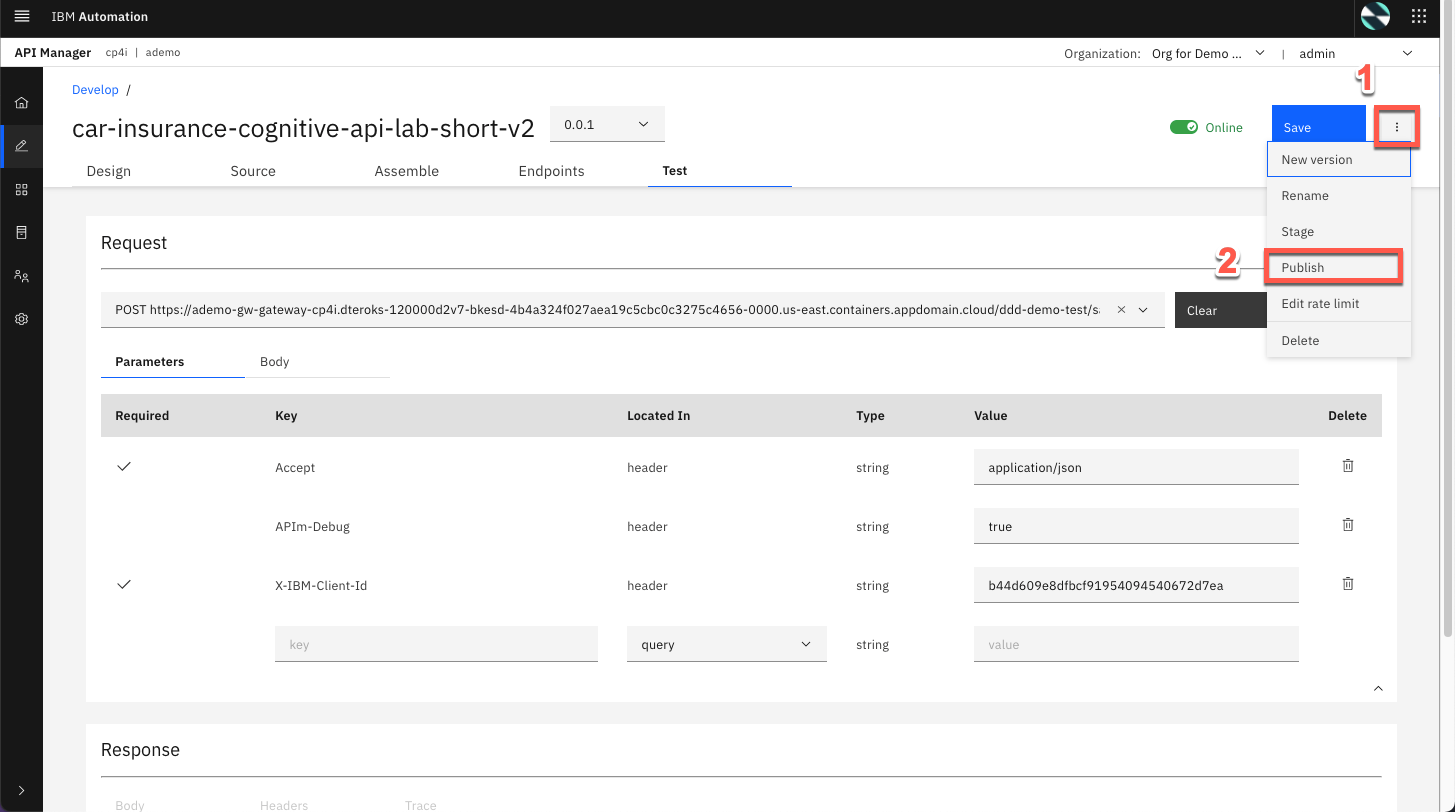 IBM Automation
API Manager cp4i | ademo Organization: Org for Demo ... | admin
1
Develop /
car-insurance-cognitive-api-lab-short-v2 0.0.1 Online Save
Design Source Assemble Endpoints Test
New version
Rename
Stage
2 Publish
Edit rate limit
Delete
Request
POST https://ademo-gw-gateway-cp4i.dteroks-120000d2v7-bkesd-4b4a324f027aea19c5cbc0c3275c4656-0000.us-east.containers.appdomain.cloud/ddd-demo-test/s Clear
Parameters Body
Required Key Located In Type Value Delete
Accept header string application/json
APIm-Debug header string true
X-IBM-Client-Id header string b44d609e8dfbcf91954094540672d7ea
key query string value
Response
Body Headers Trace